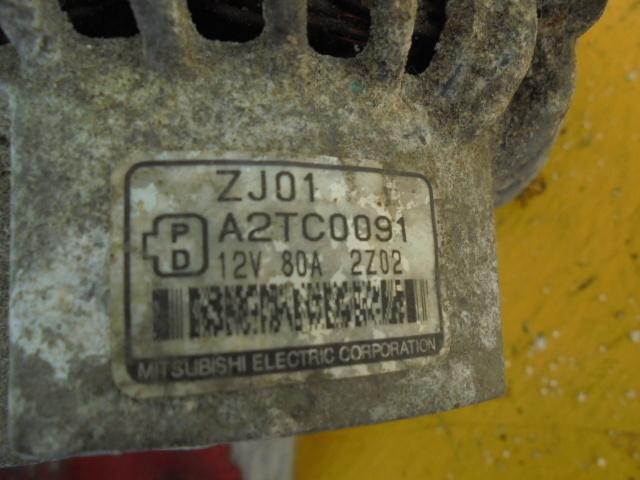 ZJ01
P
D
A2TC0091
12V 80A 2Z02
MITSUBISHI ELECTRIC CORPORATION